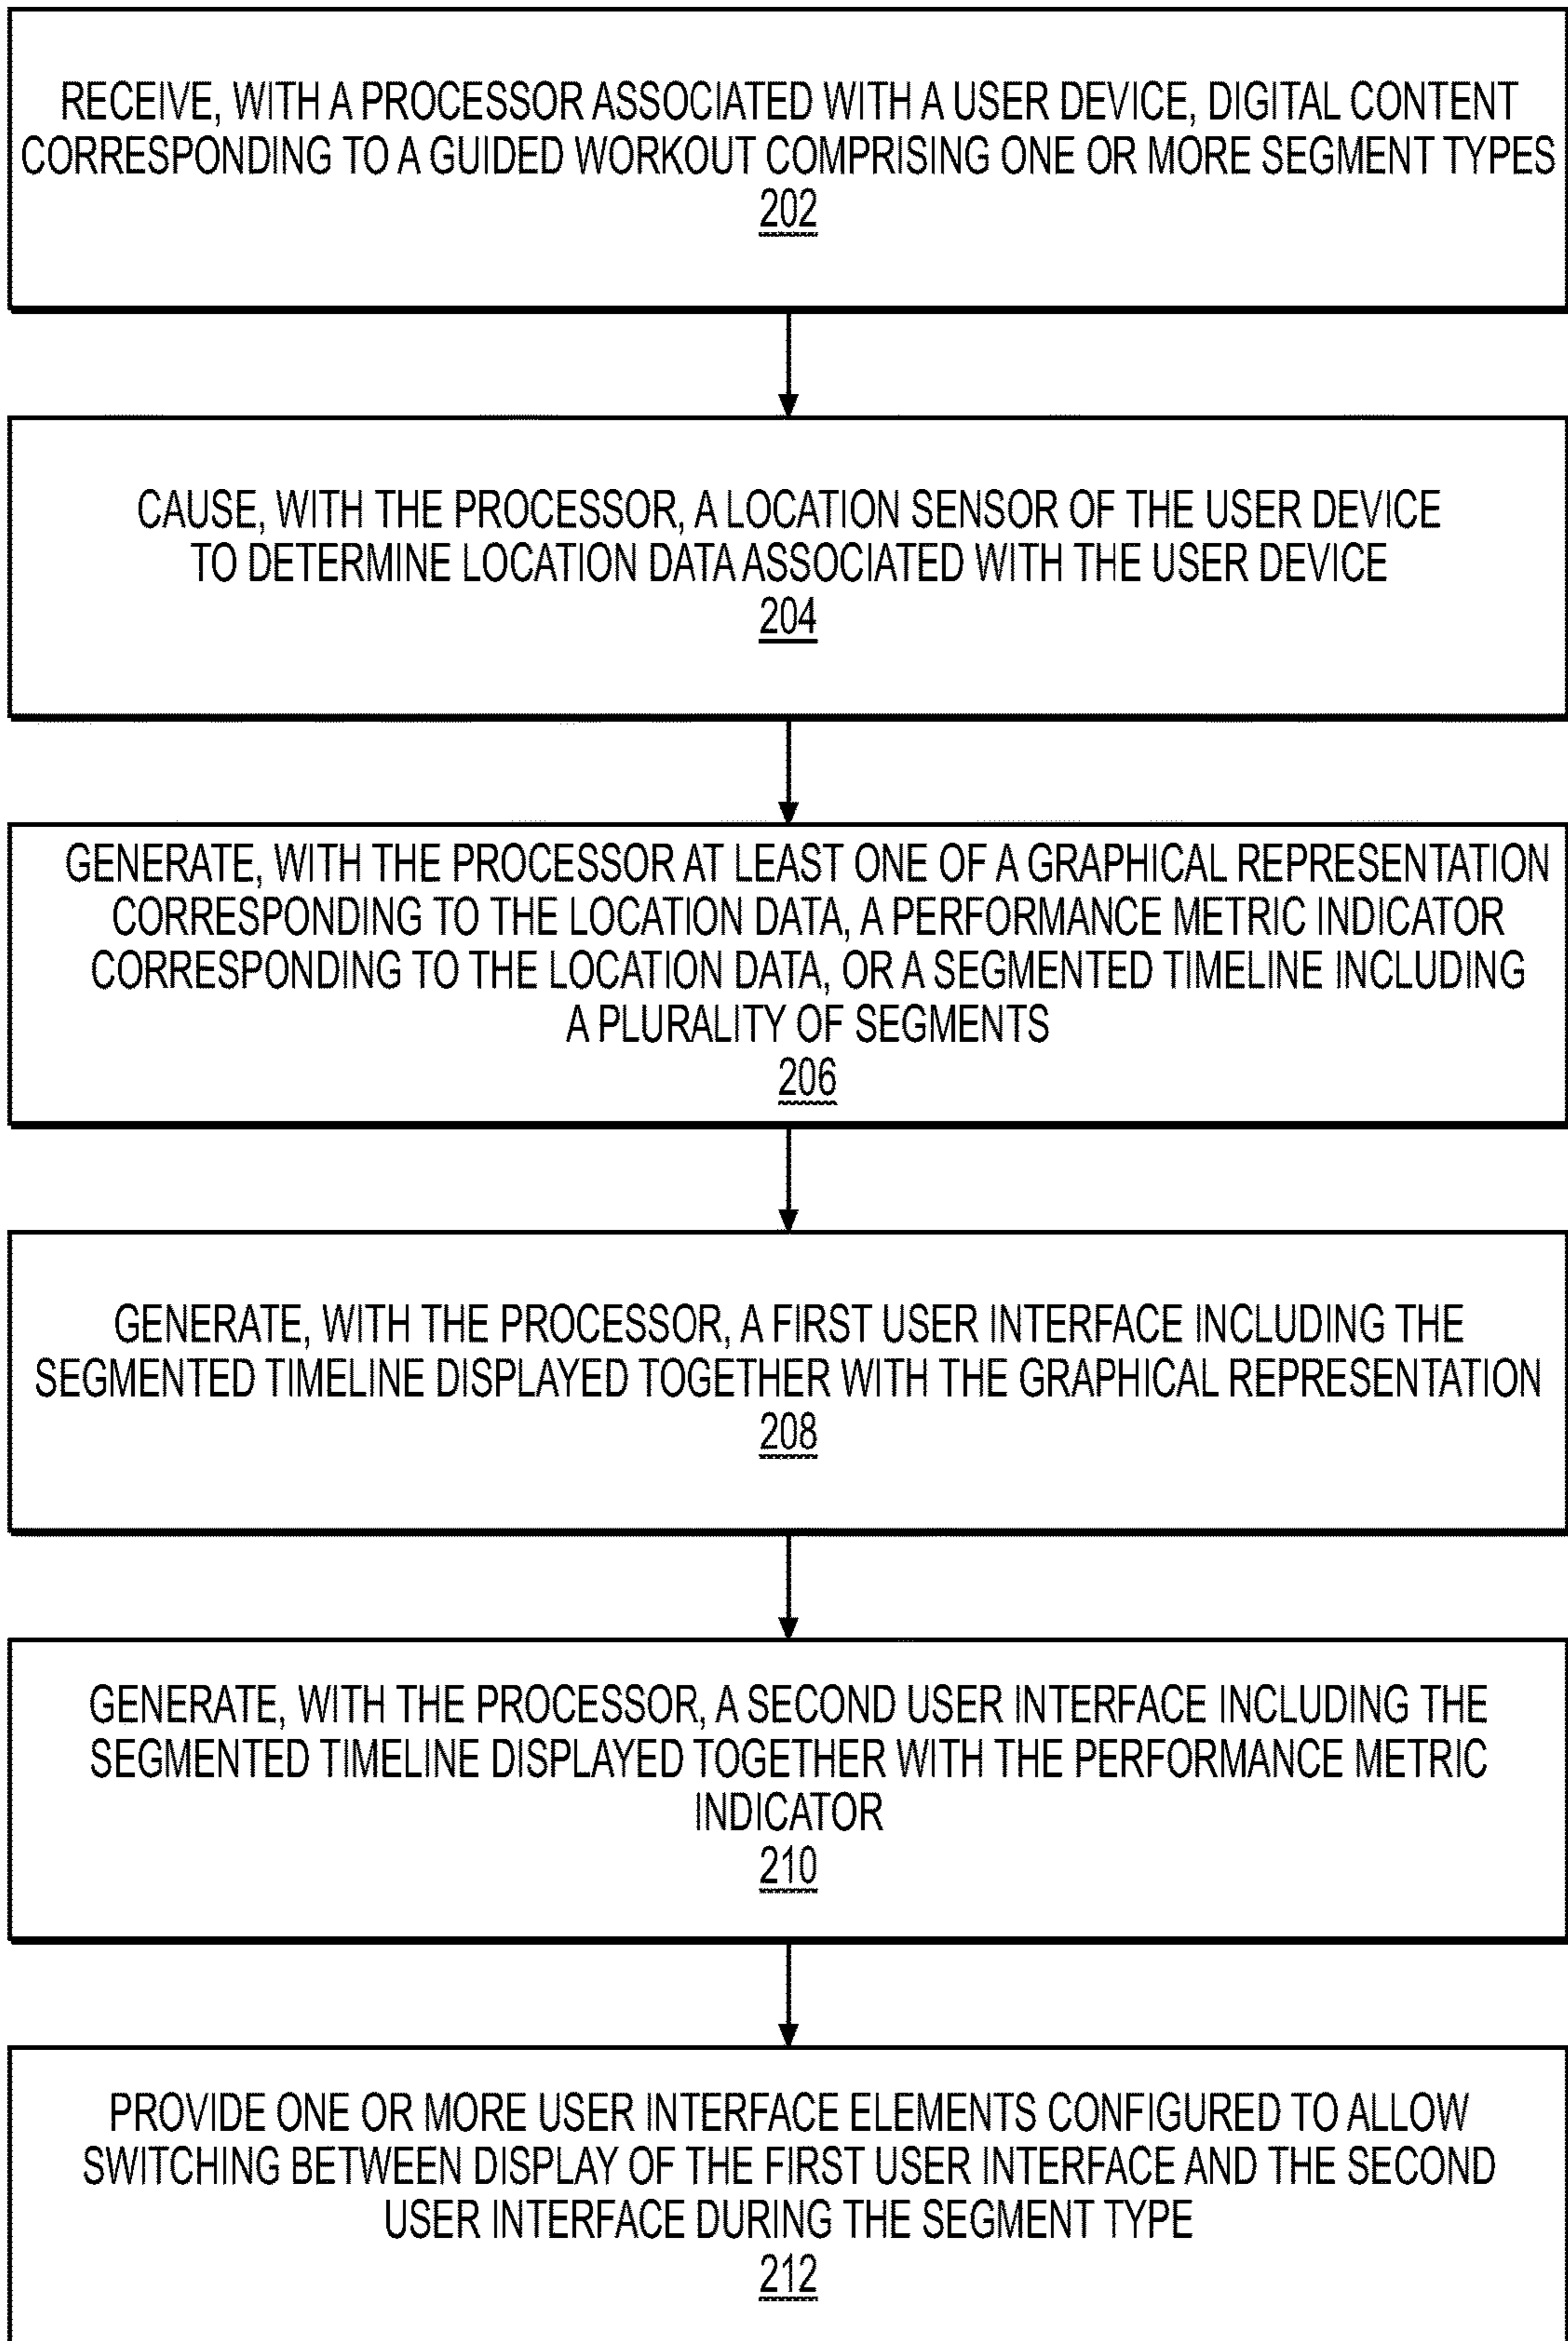 RECEIVE, WITH A PROCESSOR ASSOCIATED WITH A USER DEVICE, DIGITAL CONTENT
CORRESPONDING TO A GUIDED WORKOUT COMPRISING ONE OR MORE SEGMENT TYPES
202
CAUSE, WITH THE PROCESSOR, A LOCATION SENSOR OF THE USER DEVICE
TO DETERMINE LOCATION DATA ASSOCIATED WITH THE USER DEVICE
204
GENERATE, WITH THE PROCESSOR AT LEAST ONE OF A GRAPHICAL REPRESENTATION
CORRESPONDING TO THE LOCATION DATA, A PERFORMANCE METRIC INDICATOR
CORRESPONDING TO THE LOCATION DATA, OR A SEGMENTED TIMELINE INCLUDING
A PLURALITY OF SEGMENTS
206
GENERATE, WITH THE PROCESSOR, A FIRST USER INTERFACE INCLUDING THE
SEGMENTED TIMELINE DISPLAYED TOGETHER WITH THE GRAPHICAL REPRESENTATION
208
GENERATE, WITH THE PROCESSOR, A SECOND USER INTERFACE INCLUDING THE
SEGMENTED TIMELINE DISPLAYED TOGETHER WITH THE PERFORMANCE METRIC
INDICATOR
210
PROVIDE ONE OR MORE USER INTERFACE ELEMENTS CONFIGURED TO ALLOW
SWITCHING BETWEEN DISPLAY OF THE FIRST USER INTERFACE AND THE SECOND
USER INTERFACE DURING THE SEGMENT TYPE
212